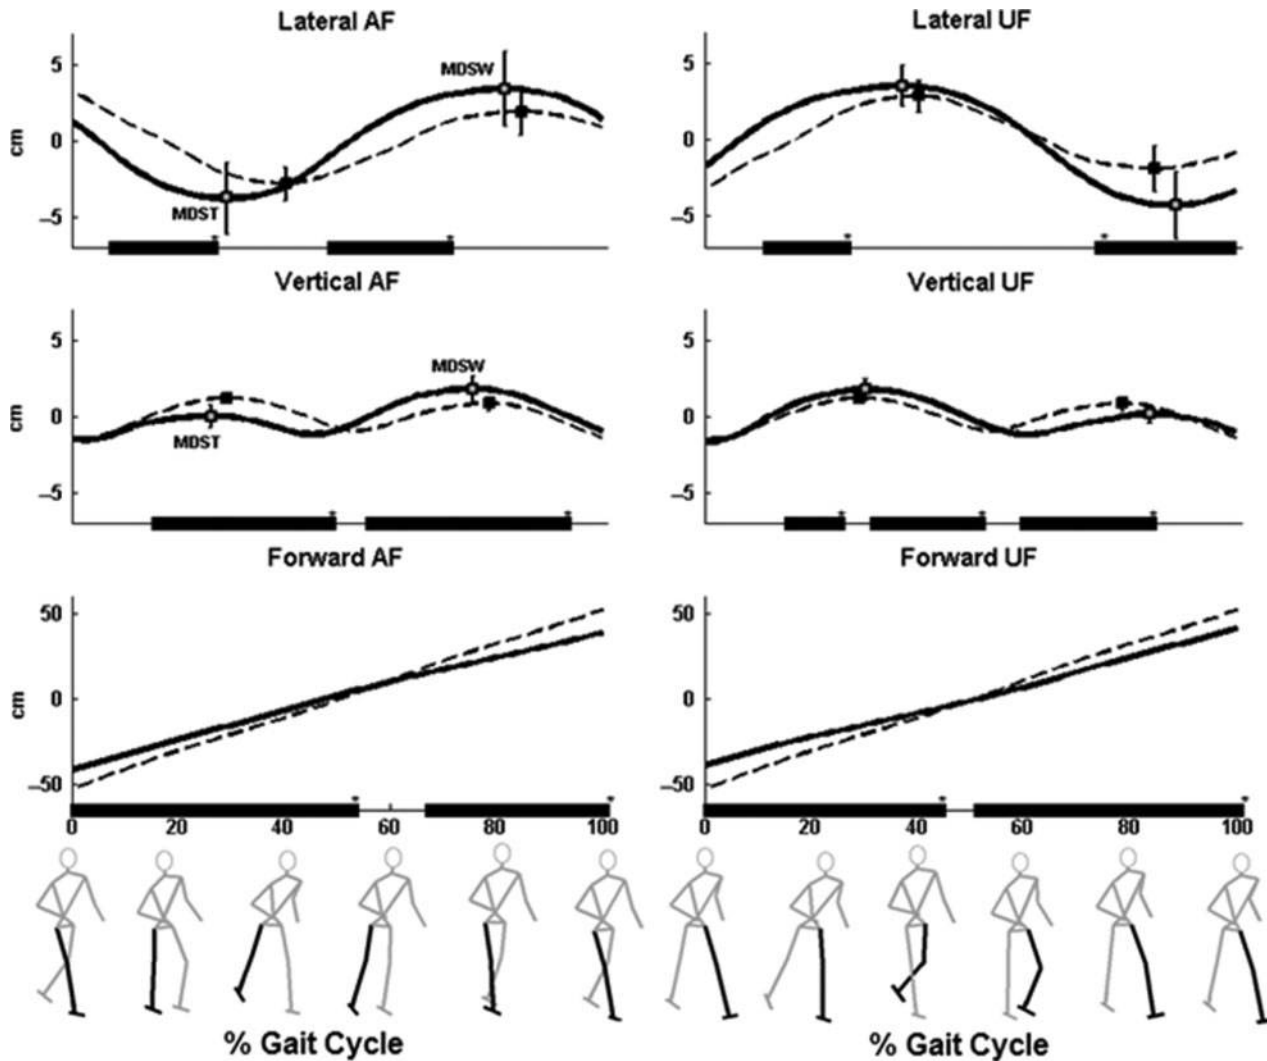 Lateral AF
5
0
–5
cm
MDSW
MDST
*
*
Lateral UF
5
0
–5
*
*
Vertical AF
5
0
–5
cm
MDSW
MDST
*
*
Vertical UF
5
0
–5
*
*
*
Forward AF
50
0
–50
cm
*
*
0 20 40 60 80 100
% Gait Cycle
Forward UF
50
0
–50
*
*
0 20 40 60 80 100
% Gait Cycle